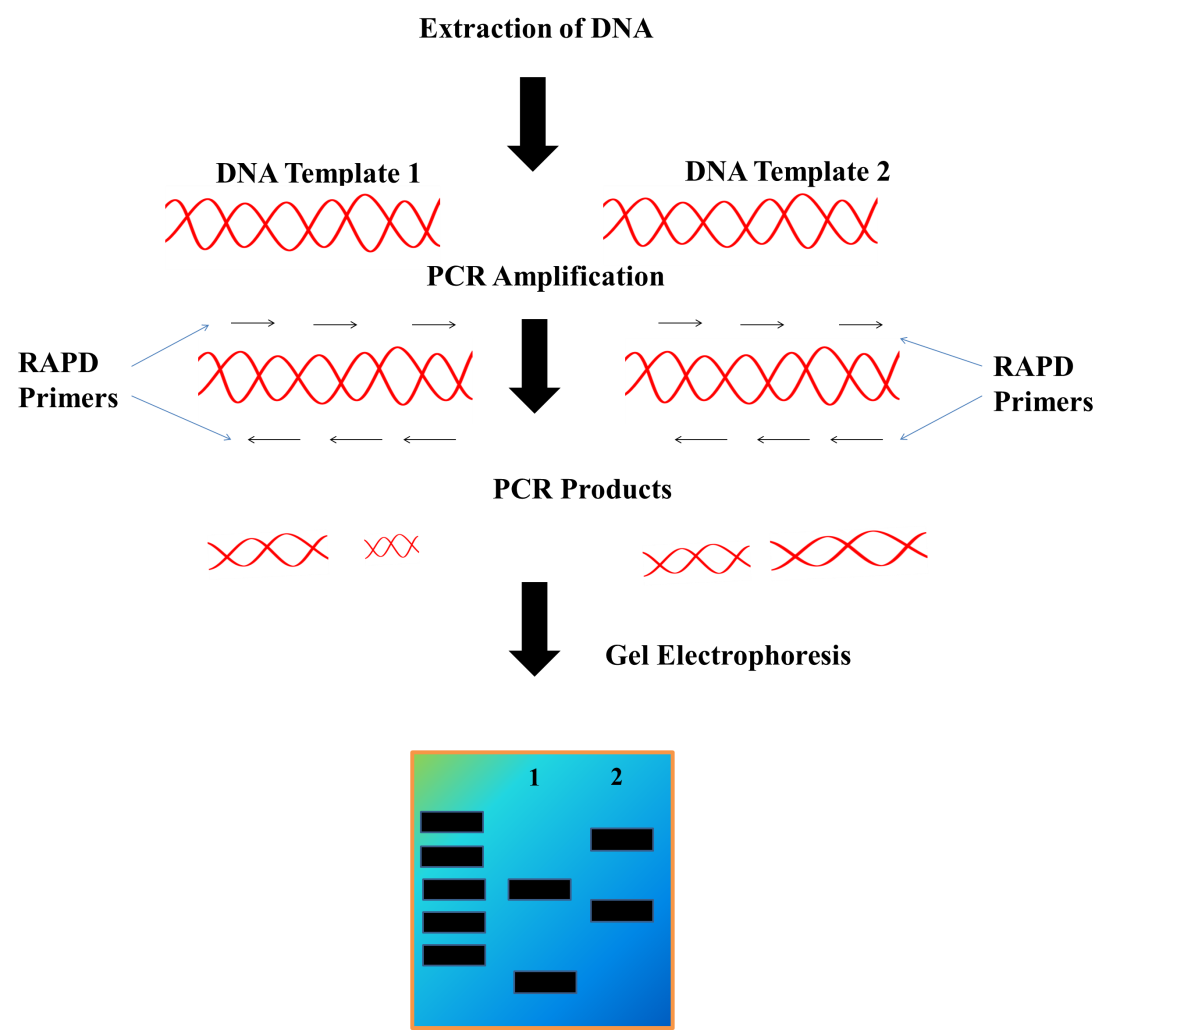 Extraction of DNA
DNA Template 1
DNA Template 2
PCR Amplification
RAPD
Primers
RAPD
Primers
PCR Products
Gel Electrophoresis
1
2